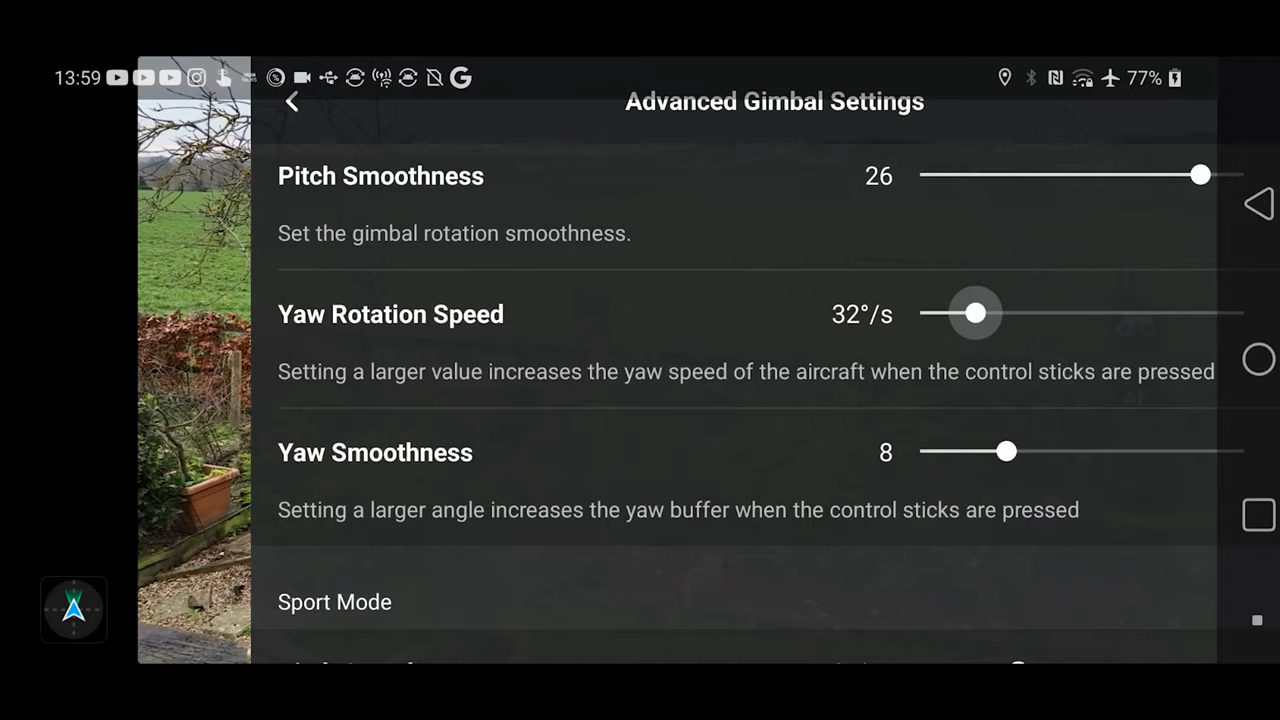 13:59
77%
Advanced Gimbal Settings
Pitch Smoothness 26
Set the gimbal rotation smoothness.
Yaw Rotation Speed 32°/s
Setting a larger value increases the yaw speed of the aircraft when the control sticks are pressed
Yaw Smoothness 8
Setting a larger angle increases the yaw buffer when the control sticks are pressed
Sport Mode